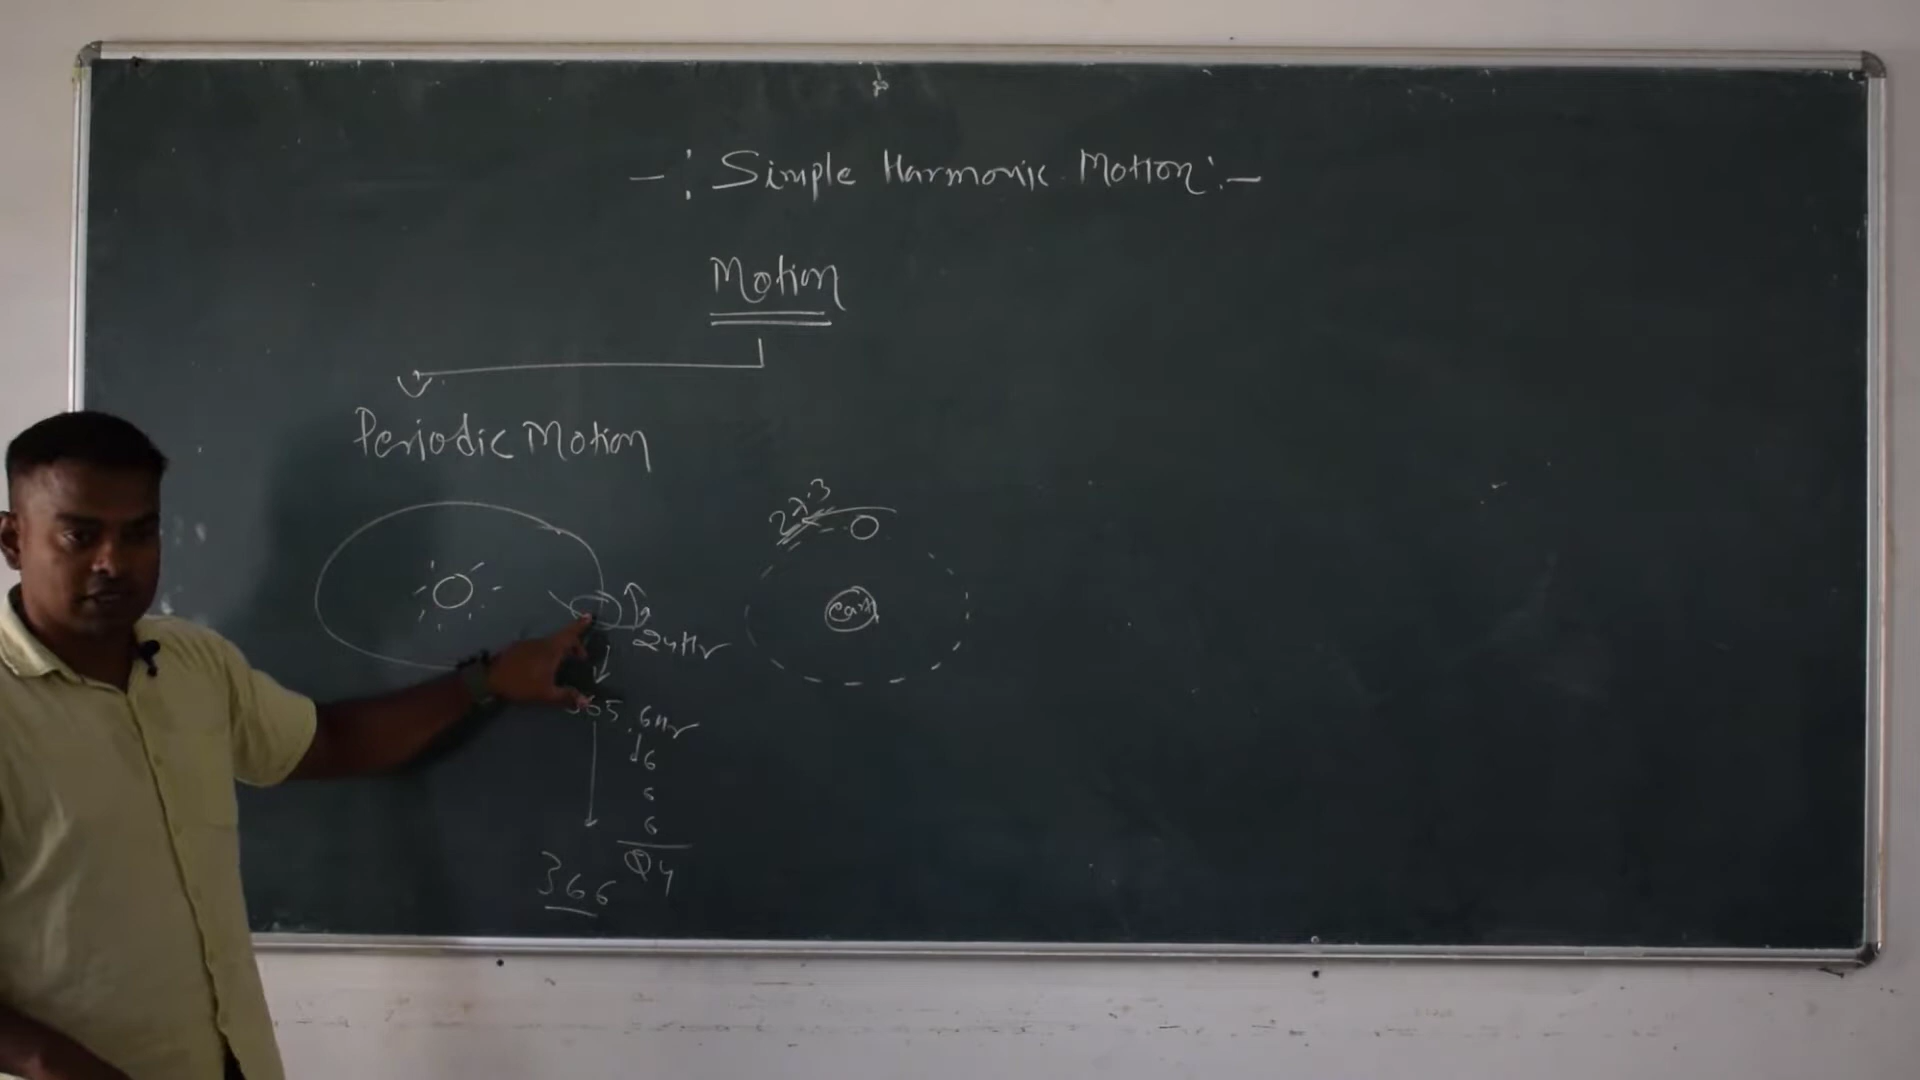 -: Simple Harmonic Motion :-
Motion
Periodic Motion
27.3
Earth
24Hr
365.6Hr
6
6
6
24
366